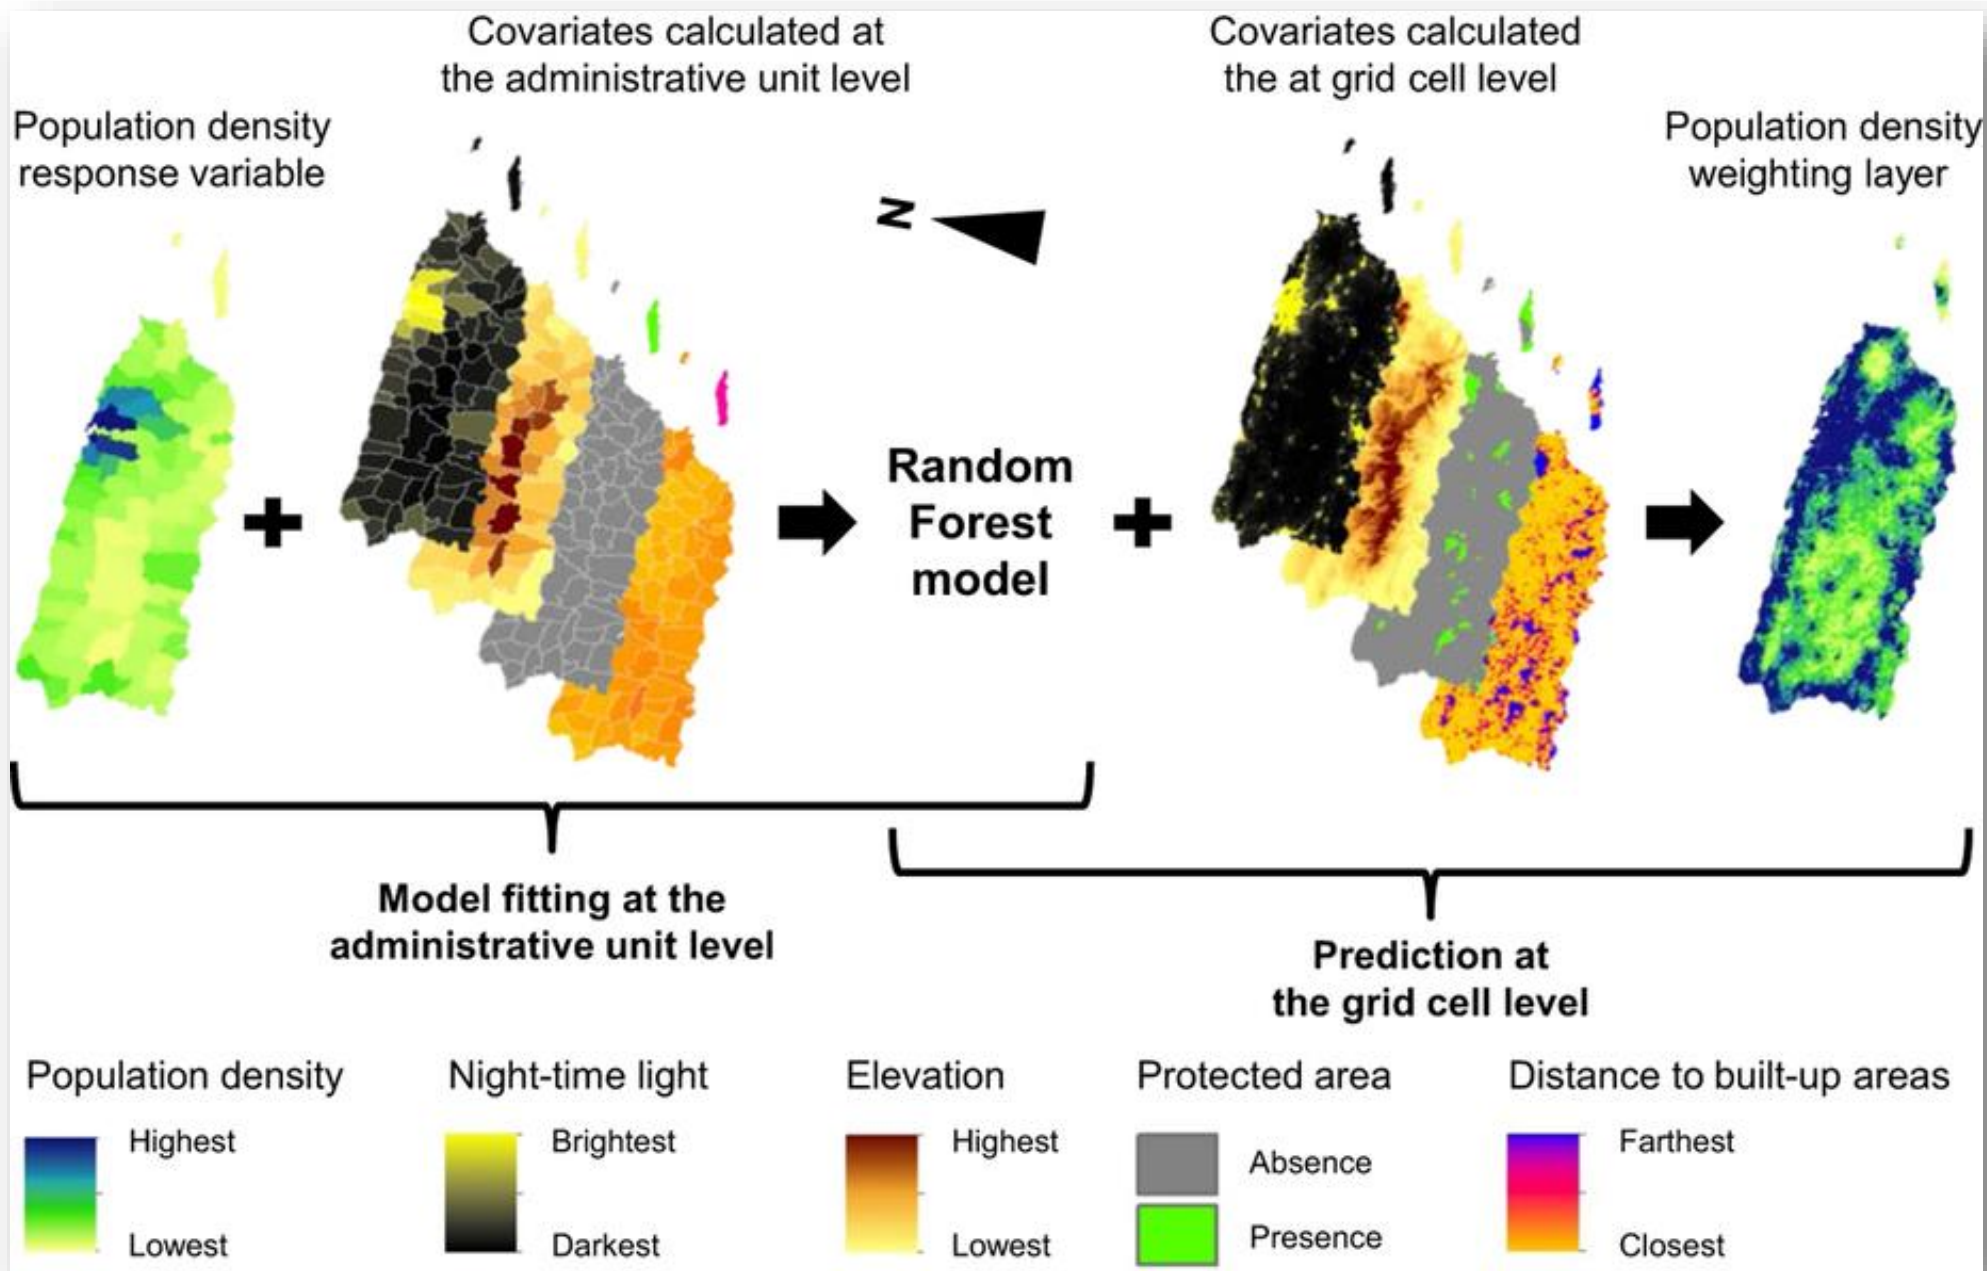 Covariates calculated at
the administrative unit level
Covariates calculated
the at grid cell level
Population density
response variable
Population density
weighting layer
N
Random
Forest
model
Model fitting at the
administrative unit level
Prediction at
the grid cell level
Population density
Highest
Lowest
Night-time light
Brightest
Darkest
Elevation
Highest
Lowest
Protected area
Absence
Presence
Distance to built-up areas
Farthest
Closest